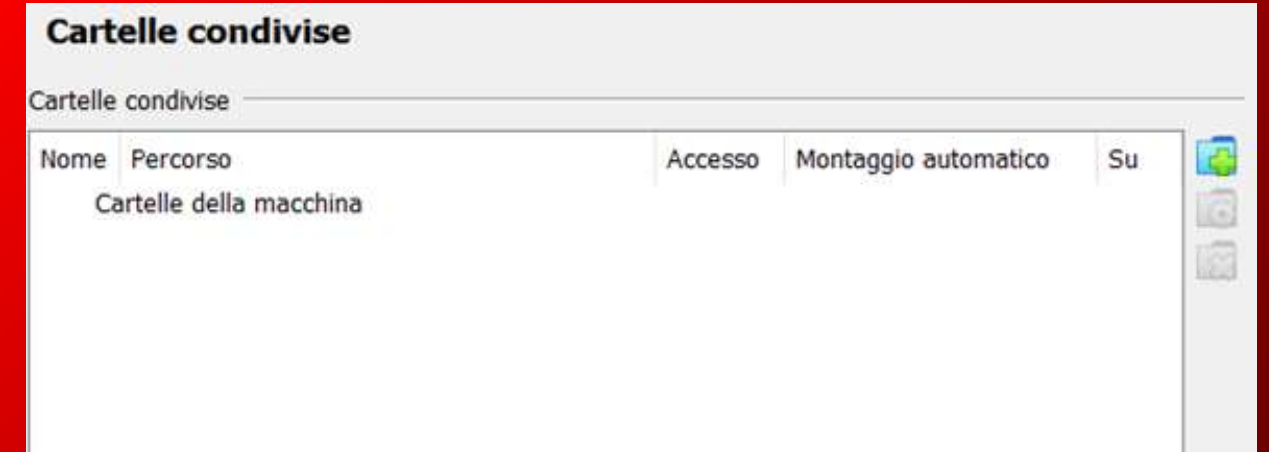 Cartelle condivise
Cartelle condivise
Nome Percorso Accesso Montaggio automatico Su
Cartelle della macchina